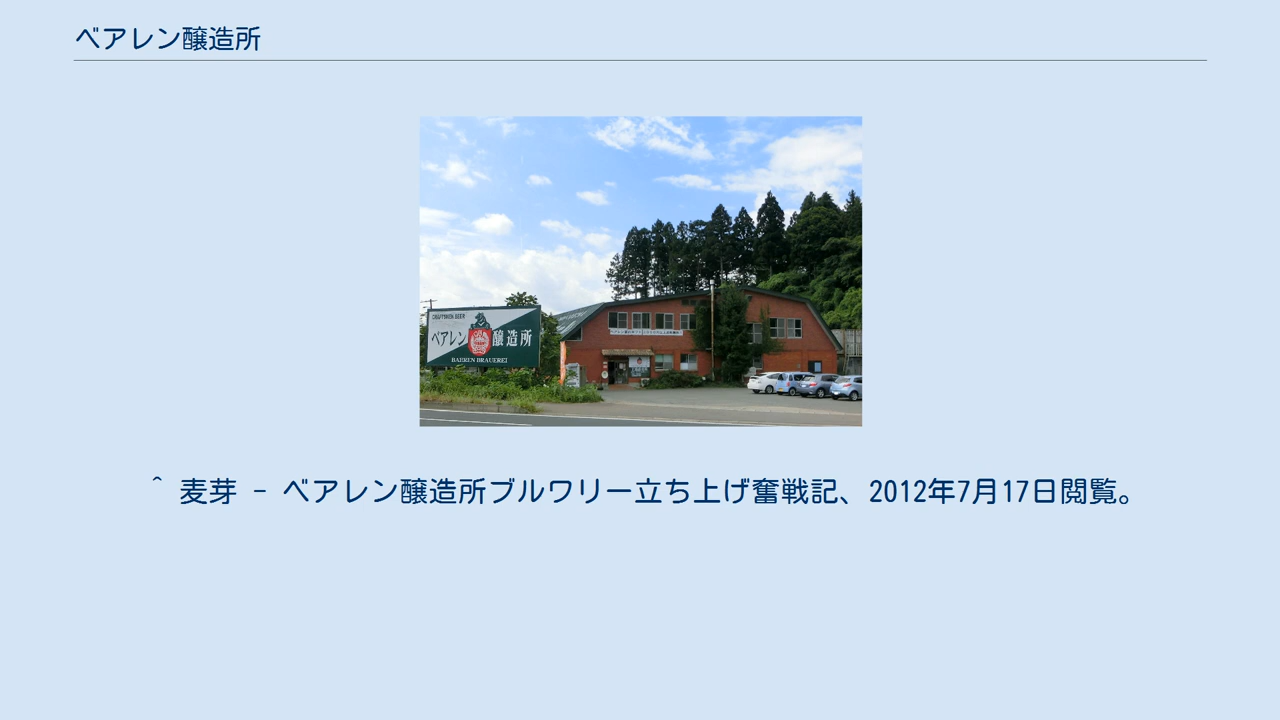 ベアレン醸造所
CRAFTSMEN BEER
ベアレン 醸造所
BAEREN BRAUEREI
^ 麦芽 - ベアレン醸造所ブルワリー立ち上げ奮戦記、2012年7月17日閲覧。